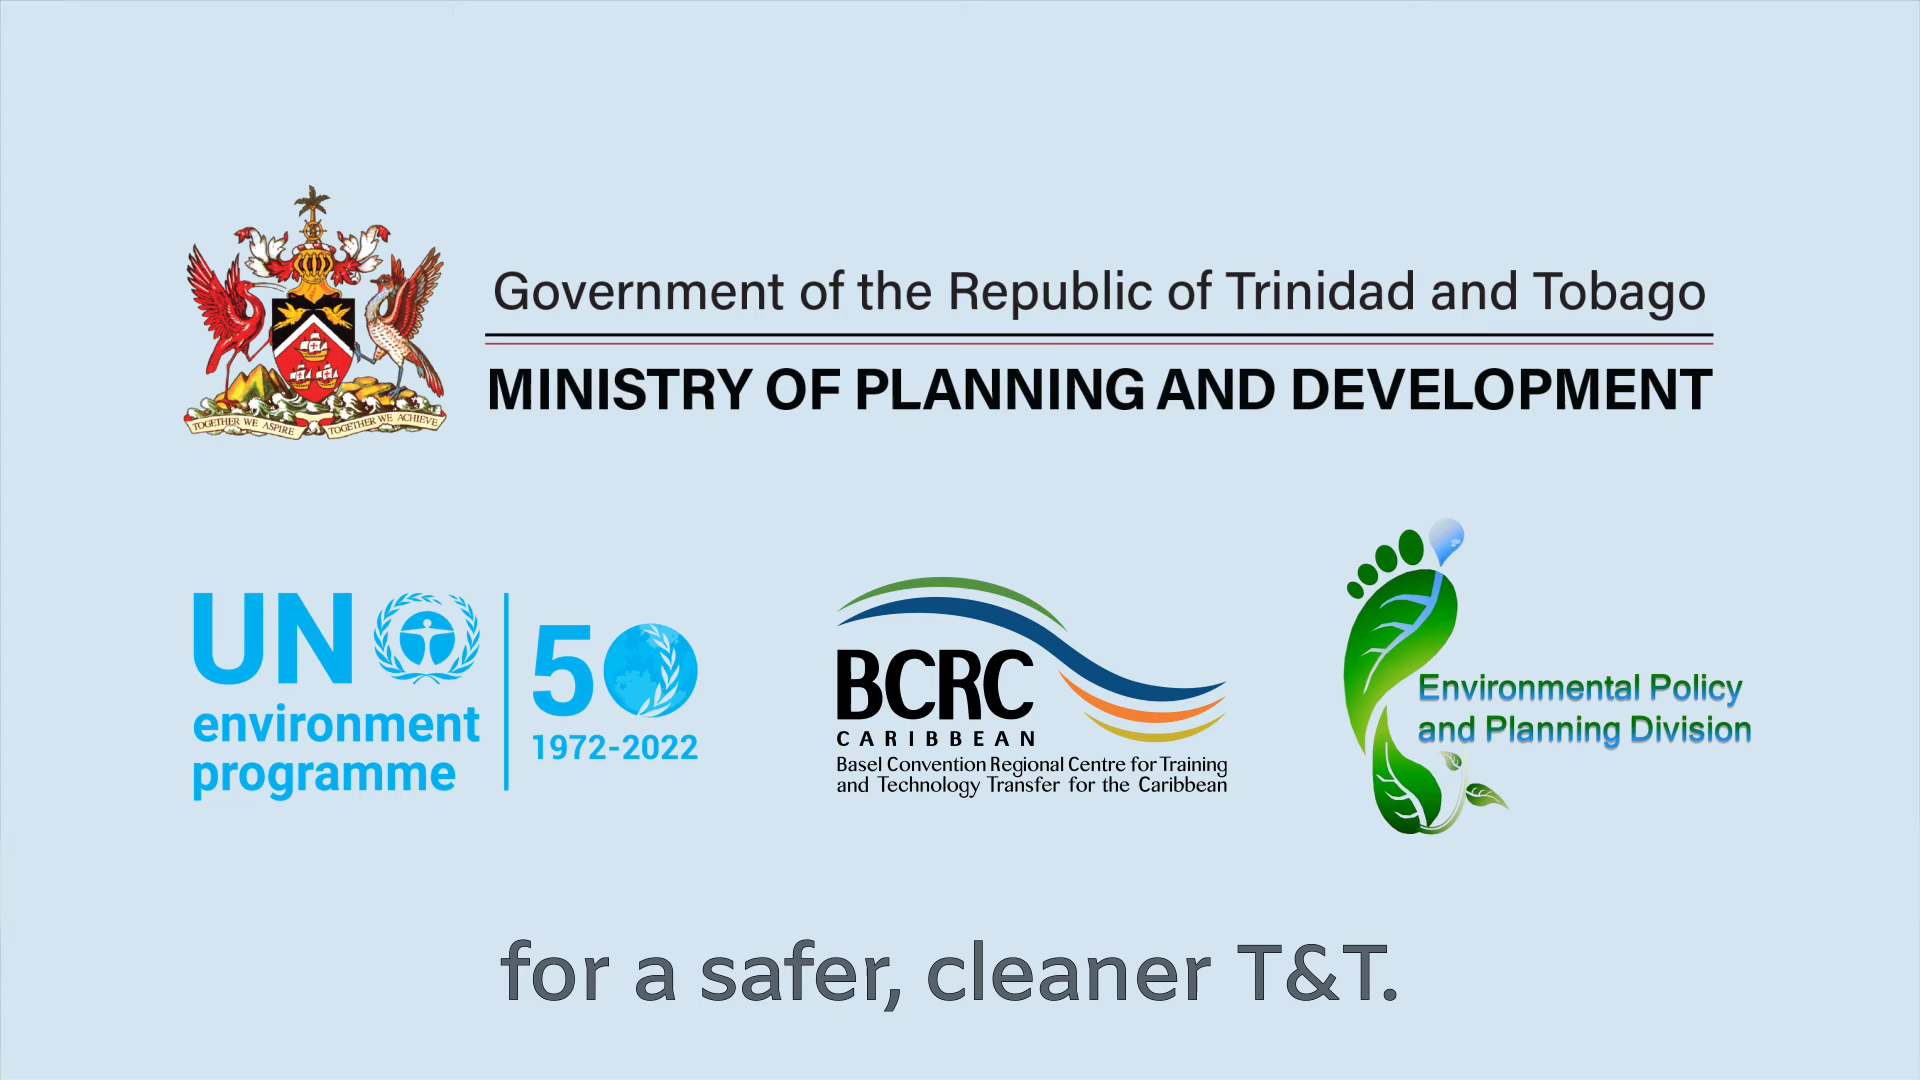 Government of the Republic of Trinidad and Tobago
MINISTRY OF PLANNING AND DEVELOPMENT
TOGETHER WE ASPIRE TOGETHER WE ACHIEVE
UN
environment
programme
50
1972-2022
BCRC
CARIBBEAN
Basel Convention Regional Centre for Training
and Technology Transfer for the Caribbean
Environmental Policy
and Planning Division
for a safer, cleaner T&T.